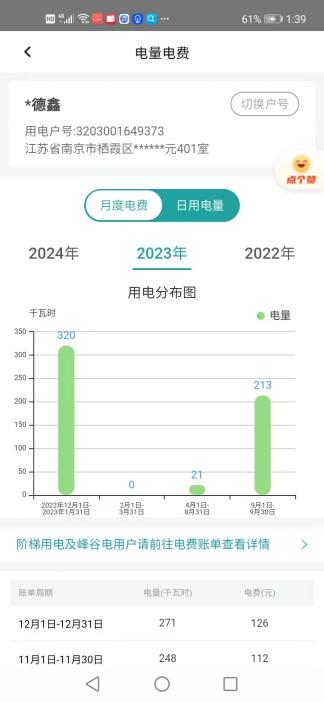 HD 4G 61% 1:39
电量电费
*德鑫
切换户号
用电户号:3203001649373
江苏省南京市栖霞区******元401室
点个赞
月度电费 日用电量
2024年 2023年 2022年
用电分布图
千瓦时
电量
350
300
250
200
150
100
50
0
320
0
21
213
2022年12月1日-
2023年1月31日
2月1日-
3月31日
4月1日-
8月31日
9月1日-
9月30日
阶梯用电及峰谷电用户请前往电费账单查看详情
账单周期 电量(千瓦时) 电费(元)
12月1日-12月31日 271 126
11月1日-11月30日 248 112